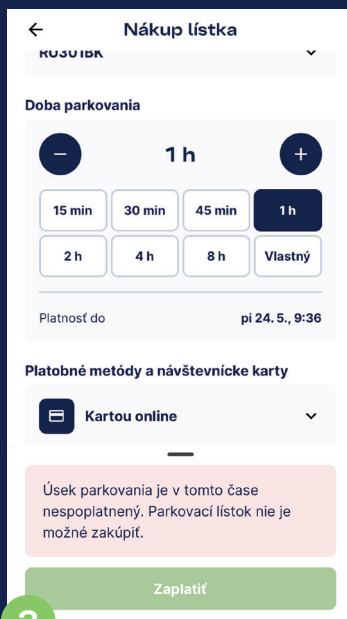 Nákup lístka
RU301BK
Doba parkovania
1 h
15 min 30 min 45 min 1 h
2 h 4 h 8 h Vlastný
Platnosť do pi 24. 5., 9:36
Platobné metódy a návštevnícke karty
Kartou online
Úsek parkovania je v tomto čase
nespoplatnený. Parkovací lístok nie je
možné zakúpiť.
Zaplatiť